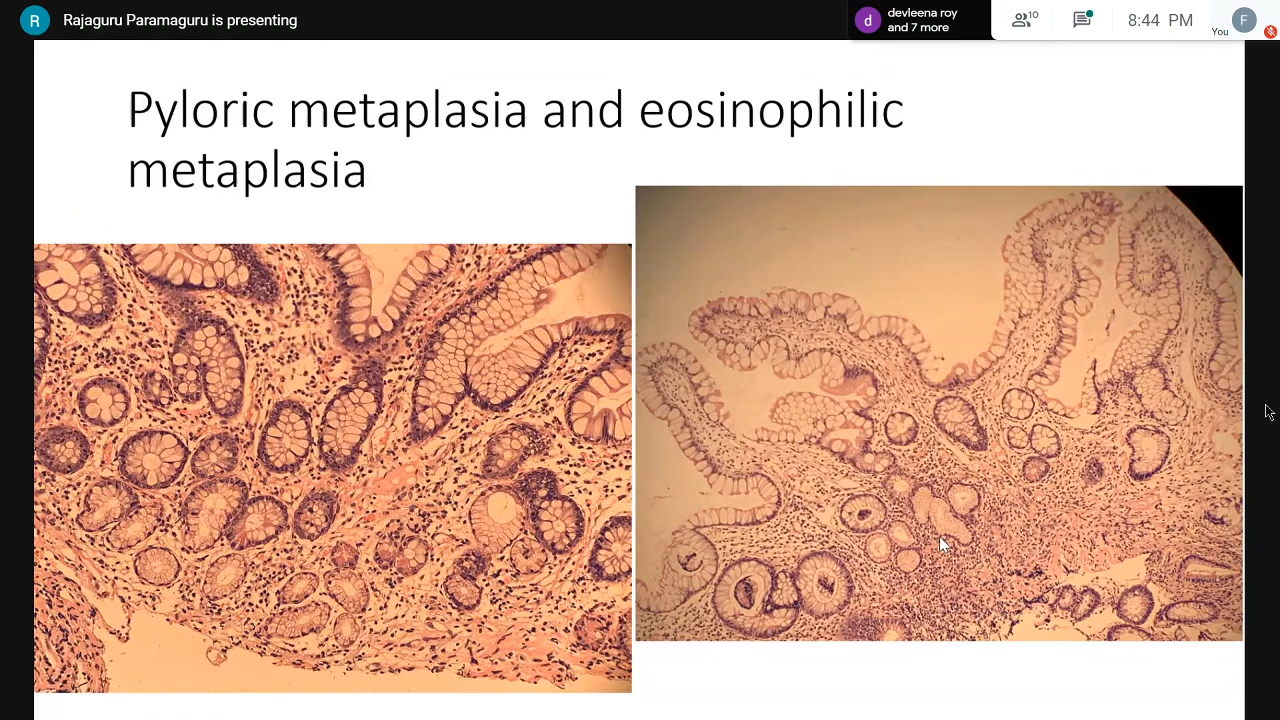 R Rajaguru Paramaguru is presenting
d devleena roy
and 7 more
10
8:44 PM
You
F
Pyloric metaplasia and eosinophilic
metaplasia